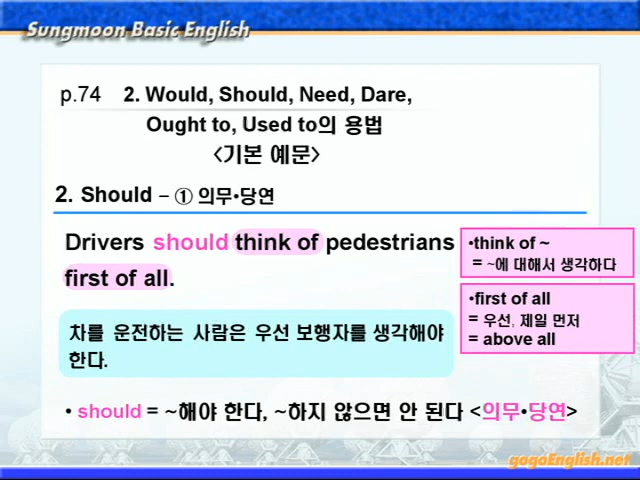 Sungmoon Basic English
p.74 2. Would, Should, Need, Dare,
Ought to, Used to의 용법
<기본 예문>
2. Should – ① 의무•당연
Drivers should think of pedestrians
first of all.
•think of ~
= ~에 대해서 생각하다
•first of all
= 우선, 제일 먼저
= above all
차를 운전하는 사람은 우선 보행자를 생각해야
한다.
• should = ~해야 한다, ~하지 않으면 안 된다 <의무•당연>
gogoEnglish.net